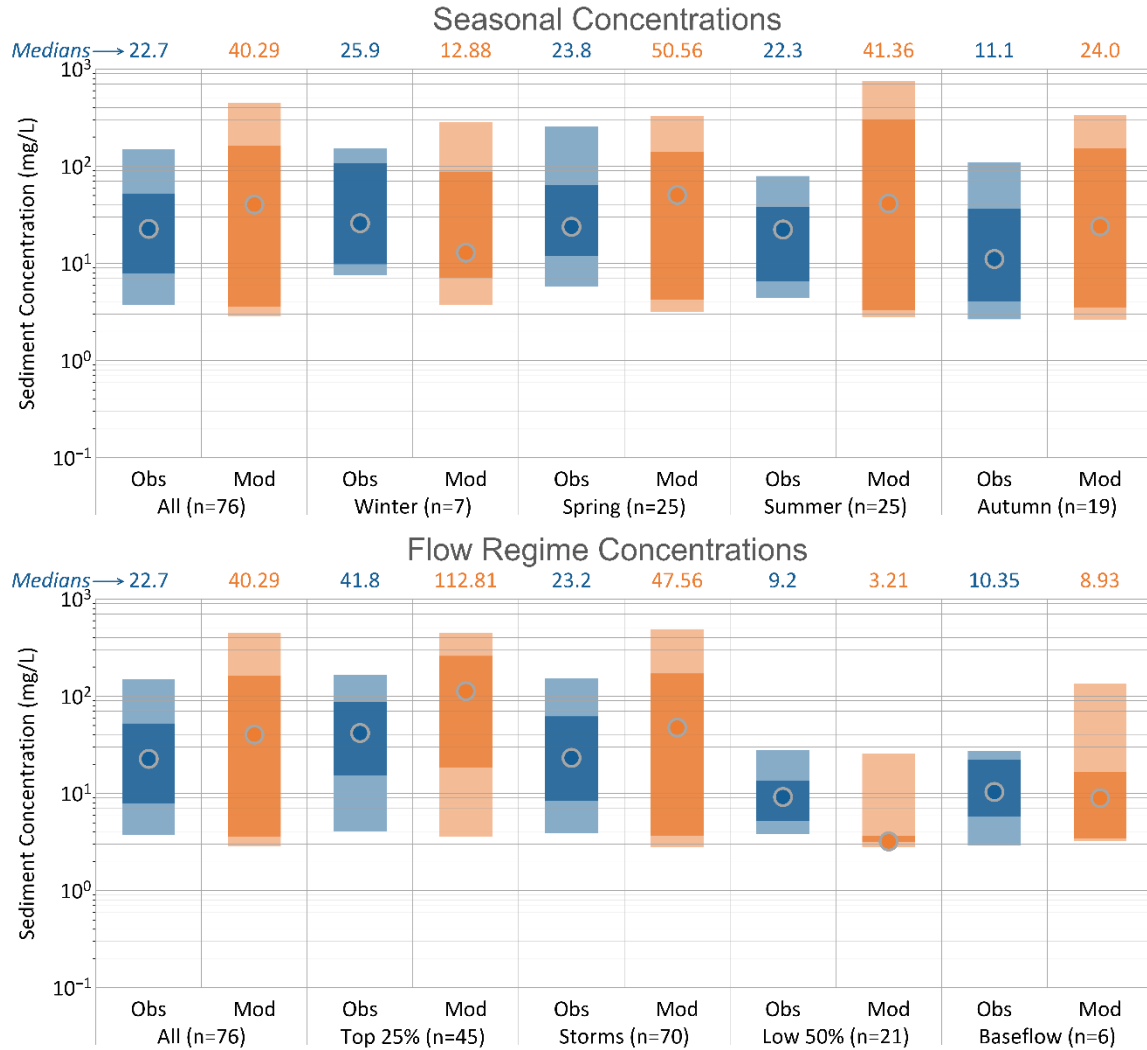 Seasonal Concentrations
Medians → 22.7 40.29 25.9 12.88 23.8 50.56 22.3 41.36 11.1 24.0
10³
10²
10¹
10⁰
10⁻¹
Sediment Concentration (mg/L)
Obs Mod Obs Mod Obs Mod Obs Mod Obs Mod
All (n=76) Winter (n=7) Spring (n=25) Summer (n=25) Autumn (n=19)
Flow Regime Concentrations
Medians → 22.7 40.29 41.8 112.81 23.2 47.56 9.2 3.21 10.35 8.93
10³
10²
10¹
10⁰
10⁻¹
Sediment Concentration (mg/L)
Obs Mod Obs Mod Obs Mod Obs Mod Obs Mod
All (n=76) Top 25% (n=45) Storms (n=70) Low 50% (n=21) Baseflow (n=6)